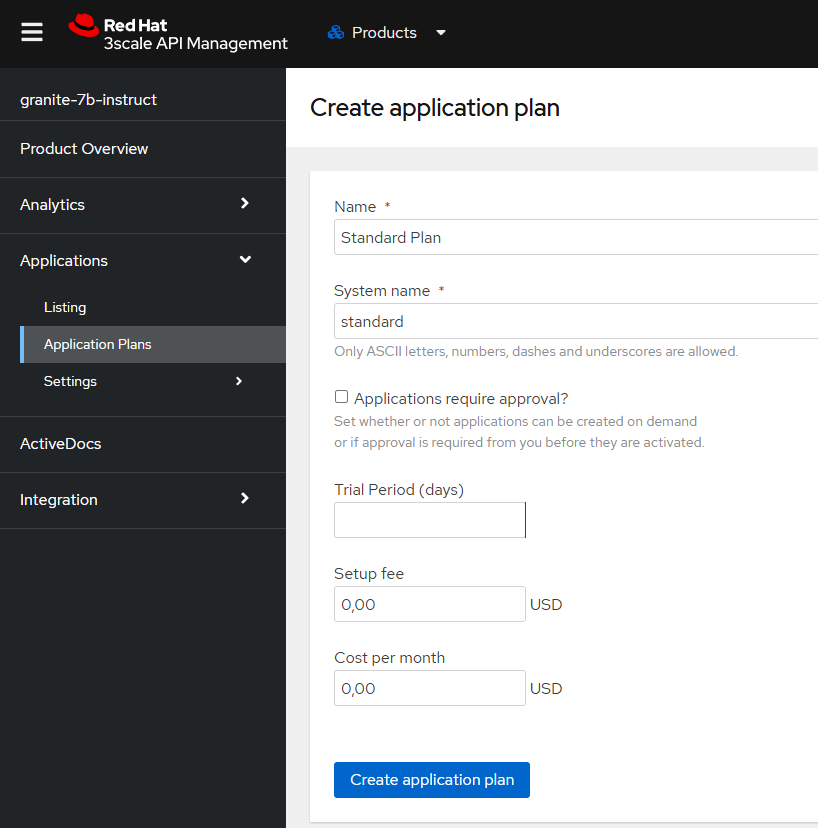 Red Hat
3scale API Management
Products
granite-7b-instruct
Product Overview
Analytics
Applications
Listing
Application Plans
Settings
ActiveDocs
Integration
Create application plan
Name *
Standard Plan
System name *
standard
Only ASCII letters, numbers, dashes and underscores are allowed.
Applications require approval?
Set whether or not applications can be created on demand
or if approval is required from you before they are activated.
Trial Period (days)
Setup fee
0,00 USD
Cost per month
0,00 USD
Create application plan